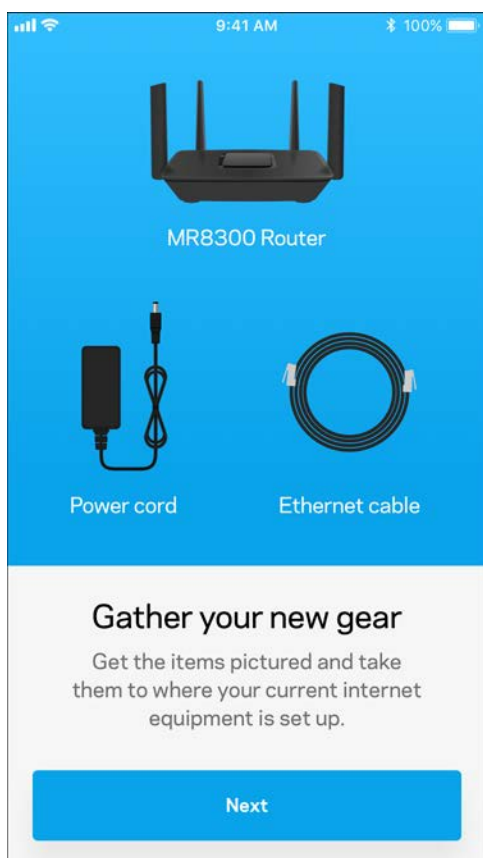 9:41 AM
100%
MR8300 Router
Power cord
Ethernet cable
Gather your new gear
Get the items pictured and take
them to where your current internet
equipment is set up.
Next